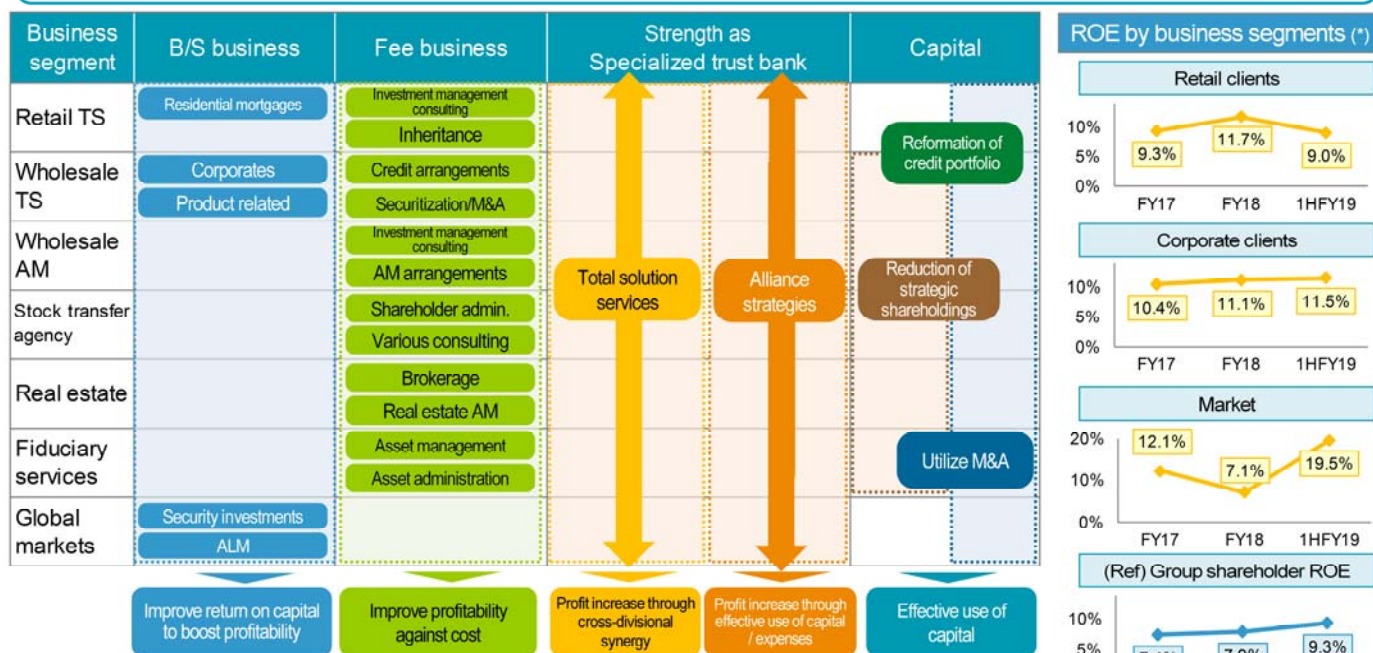 Business segment
B/S business
Fee business
Strength as
Specialized trust bank
Capital
Retail TS
Residential mortgages
Investment management
consulting
Inheritance
Reformation of
credit portfolio
Wholesale
TS
Corporates
Product related
Credit arrangements
Securitization/M&A
Wholesale
AM
Investment management
consulting
AM arrangements
Total solution
services
Alliance
strategies
Reduction of
strategic
shareholdings
Stock transfer
agency
Shareholder admin.
Various consulting
Real estate
Brokerage
Real estate AM
Fiduciary
services
Asset management
Asset administration
Utilize M&A
Global
markets
Security investments
ALM
Improve return on capital
to boost profitability
Improve profitability
against cost
Profit increase through
cross-divisional
synergy
Profit increase through
effective use of capital
/ expenses
Effective use of
capital
ROE by business segments (*)
Retail clients
10%
5%
0%
9.3%
11.7%
9.0%
FY17 FY18 1HFY19
Corporate clients
10%
5%
0%
10.4%
11.1%
11.5%
FY17 FY18 1HFY19
Market
20%
10%
0%
12.1%
7.1%
19.5%
FY17 FY18 1HFY19
(Ref) Group shareholder ROE
10%
5%
9.3%